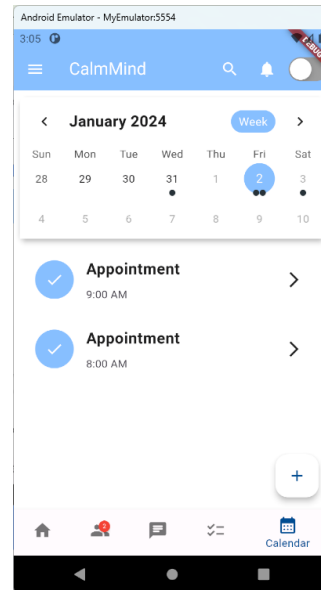 Android Emulator - MyEmulator:5554
3:05
DEBUG
CalmMind
January 2024
Week
Sun Mon Tue Wed Thu Fri Sat
28 29 30 31 1 2 3
4 5 6 7 8 9 10
Appointment
9:00 AM
Appointment
8:00 AM
+
2
Calendar